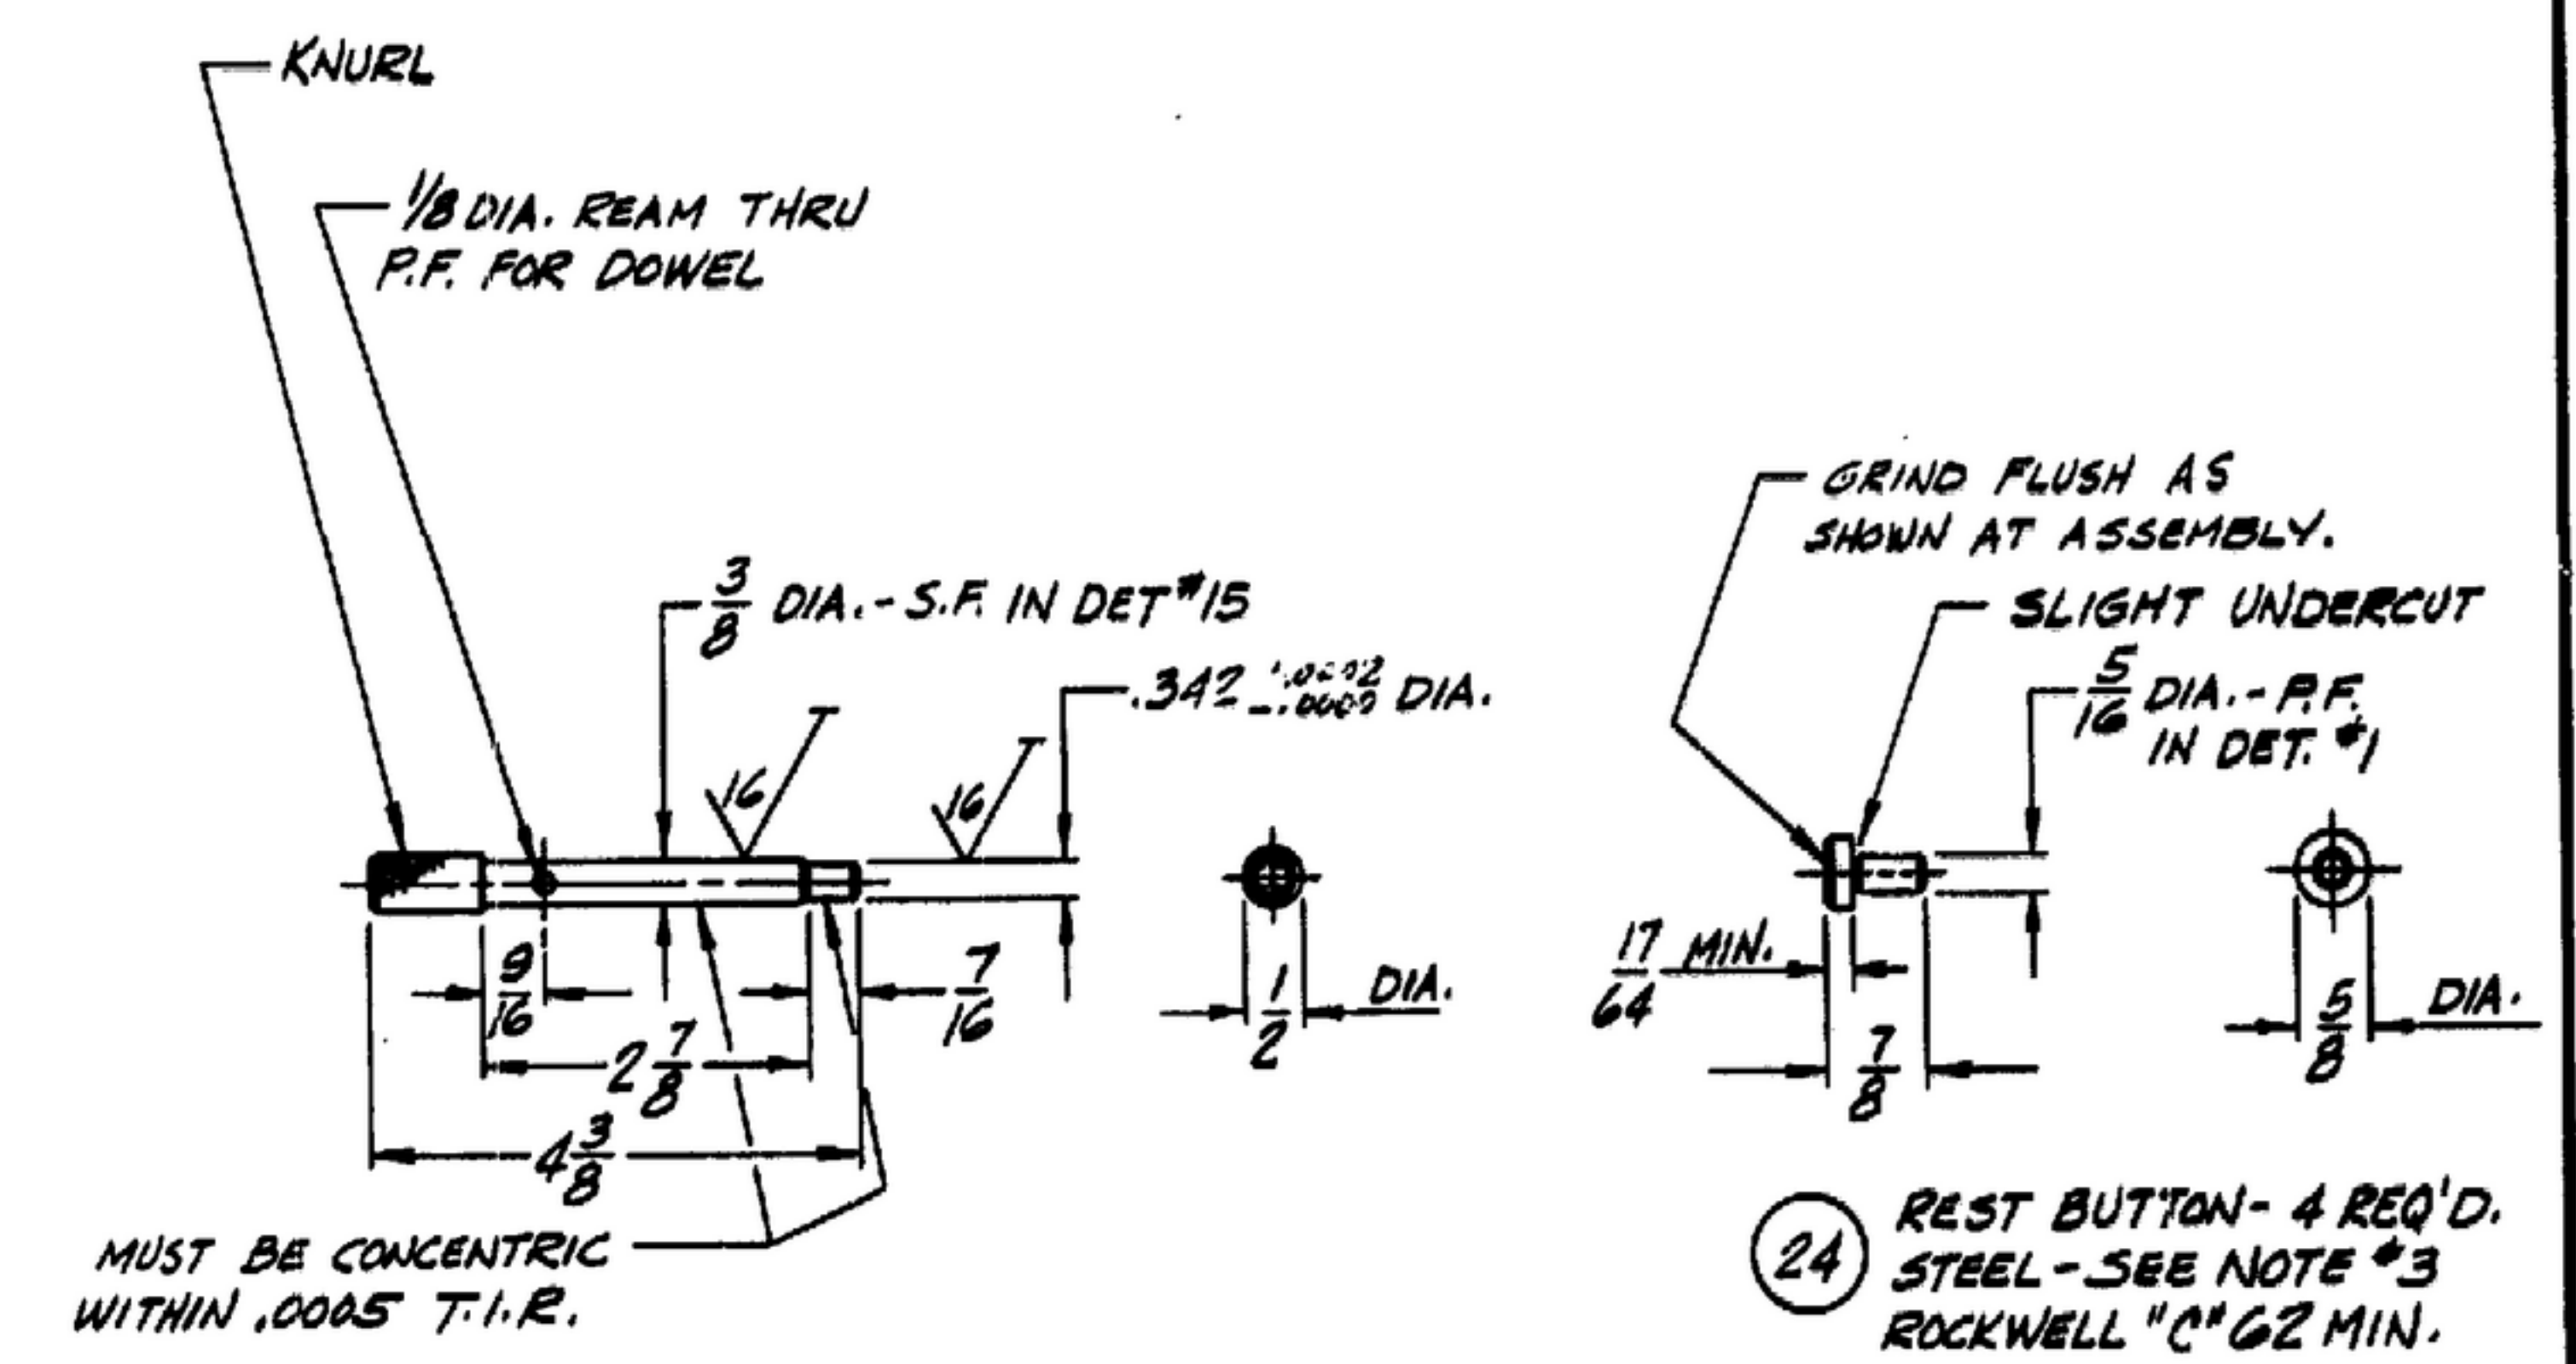 KNURL
1/8 DIA. REAM THRU
P.F. FOR DOWEL
3/8 DIA.-S.F. IN DET #15
.342 DIA.
16
16
9/16
7/16
2 7/8
4 3/8
1/2 DIA.
MUST BE CONCENTRIC
WITHIN .0005 T.I.R.
GRIND FLUSH AS
SHOWN AT ASSEMBLY.
SLIGHT UNDERCUT
5/16 DIA.-P.F.
IN DET. #1
17/64 MIN.
7/8
5/8 DIA.
24
REST BUTTON- 4 REQ'D.
STEEL-SEE NOTE #3
ROCKWELL "C" 62 MIN.